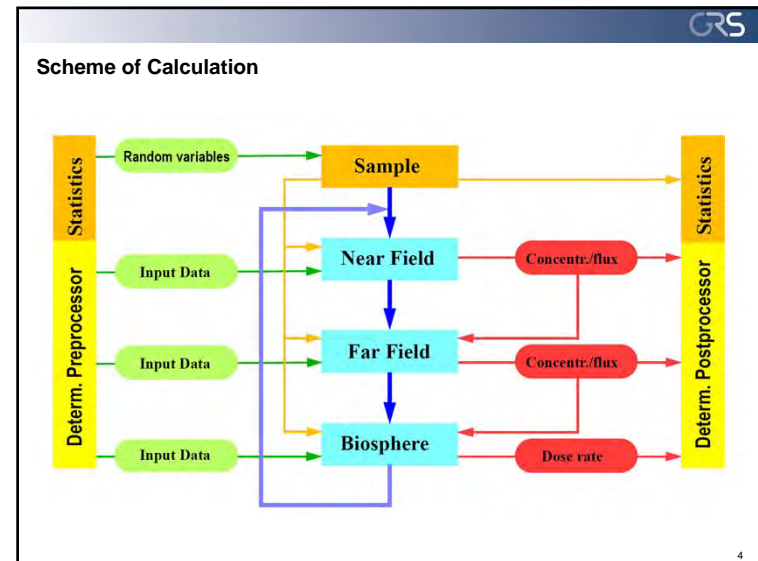 GRS
Scheme of Calculation
Statistics
Random variables
Sample
Statistics
Determ. Preprocessor
Input Data
Near Field
Concentr./flux
Determ. Postprocessor
Input Data
Far Field
Concentr./flux
Input Data
Biosphere
Dose rate
4